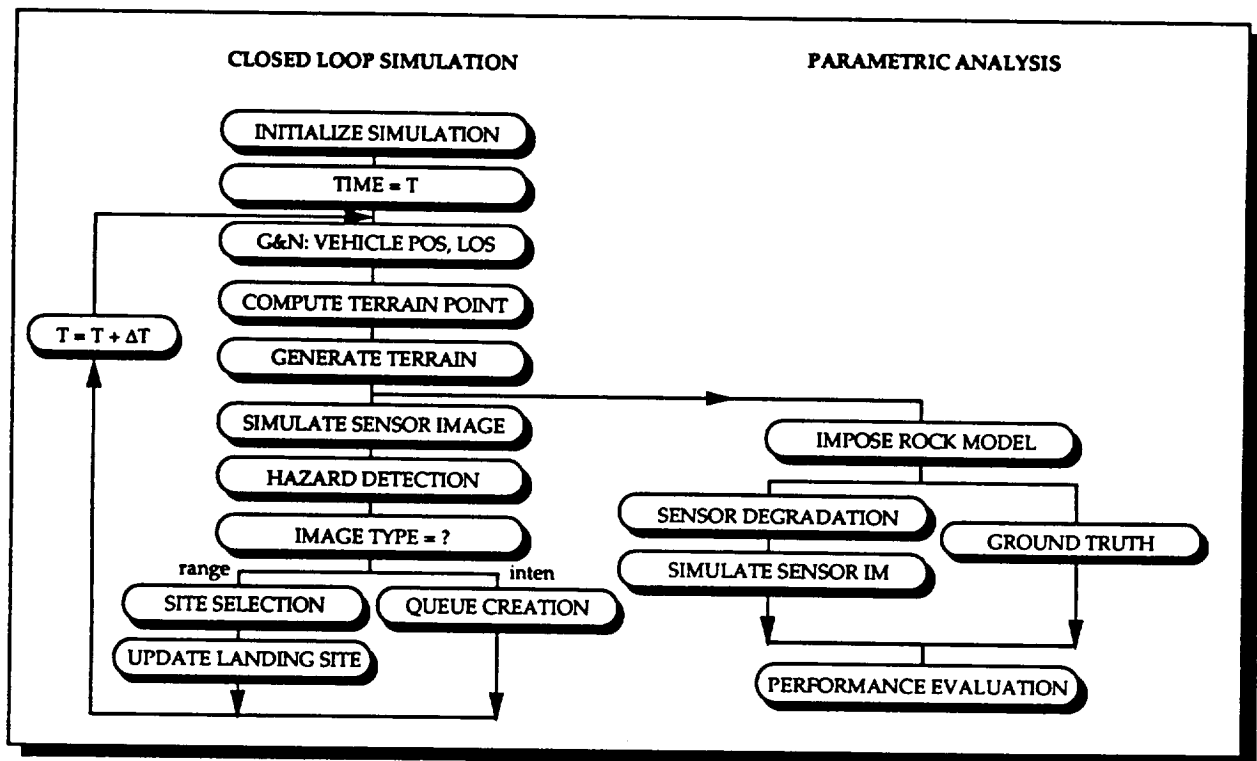 CLOSED LOOP SIMULATION
PARAMETRIC ANALYSIS
INITIALIZE SIMULATION
TIME = T
G&N: VEHICLE POS, LOS
COMPUTE TERRAIN POINT
T = T + ΔT
GENERATE TERRAIN
SIMULATE SENSOR IMAGE
HAZARD DETECTION
IMAGE TYPE = ?
range
inten
SITE SELECTION
QUEUE CREATION
UPDATE LANDING SITE
IMPOSE ROCK MODEL
SENSOR DEGRADATION
GROUND TRUTH
SIMULATE SENSOR IM
PERFORMANCE EVALUATION